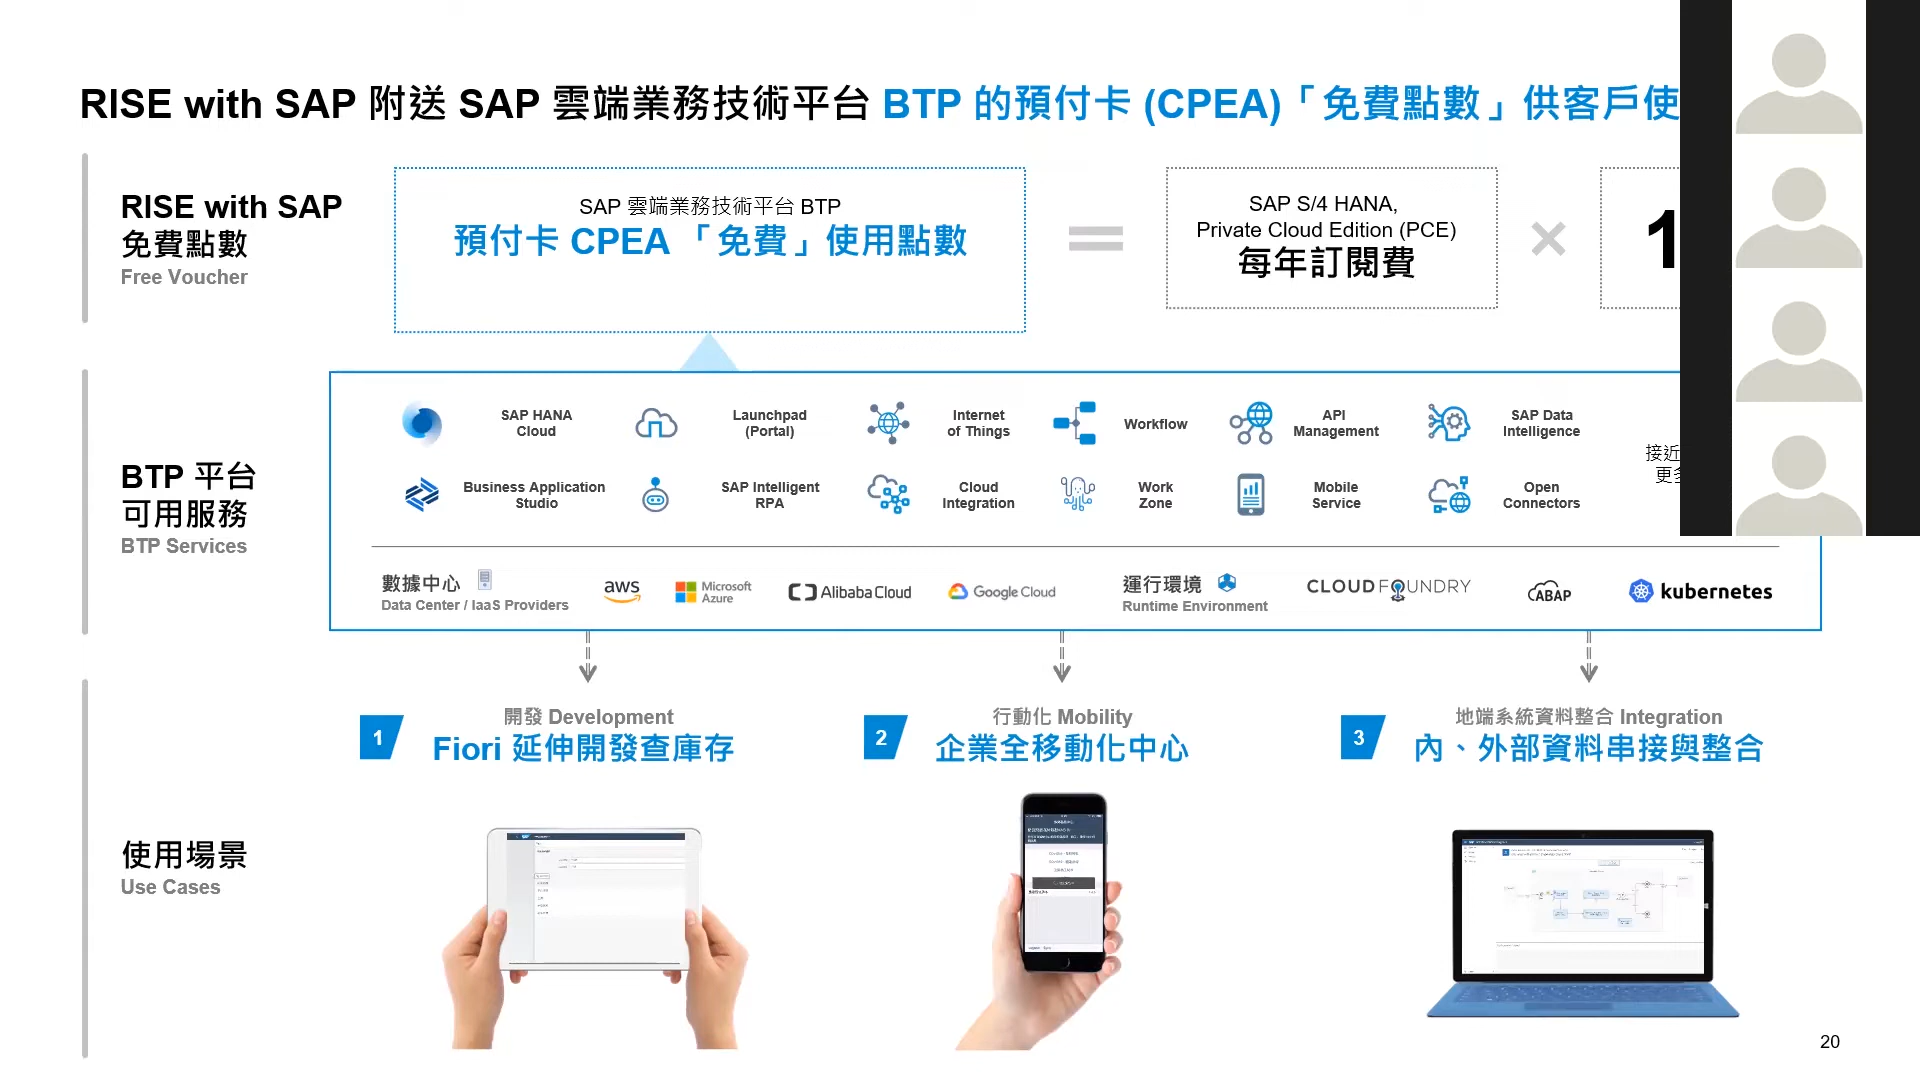 RISE with SAP 附送 SAP 雲端業務技術平台 BTP 的預付卡 (CPEA)「免費點數」供客戶使
RISE with SAP
免費點數
Free Voucher
SAP 雲端業務技術平台 BTP
預付卡 CPEA 「免費」使用點數
=
SAP S/4 HANA,
Private Cloud Edition (PCE)
每年訂閱費
×
1
BTP 平台
可用服務
BTP Services
SAP HANA
Cloud
Launchpad
(Portal)
Internet
of Things
Workflow
API
Management
SAP Data
Intelligence
接近
Business Application
Studio
SAP Intelligent
RPA
Cloud
Integration
Work
Zone
Mobile
Service
Open
Connectors
數據中心
Data Center / IaaS Providers
aws
Microsoft
Azure
Alibaba Cloud
Google Cloud
運行環境
Runtime Environment
CLOUD FOUNDRY
ABAP
kubernetes
使用場景
Use Cases
1
開發 Development
Fiori 延伸開發查庫存
2
行動化 Mobility
企業全移動化中心
3
地端系統資料整合 Integration
內、外部資料串接與整合
20